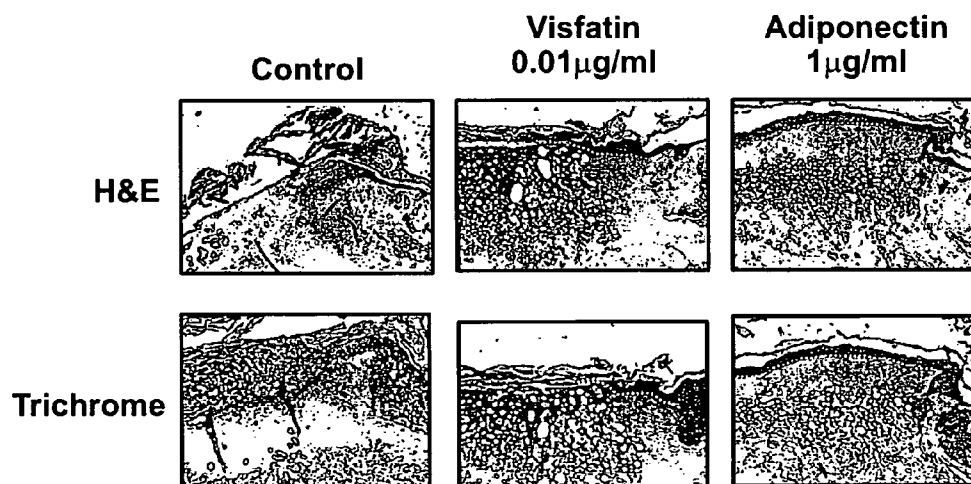 Control
Visfatin
0.01μg/ml
Adiponectin
1μg/ml
H&E
Trichrome